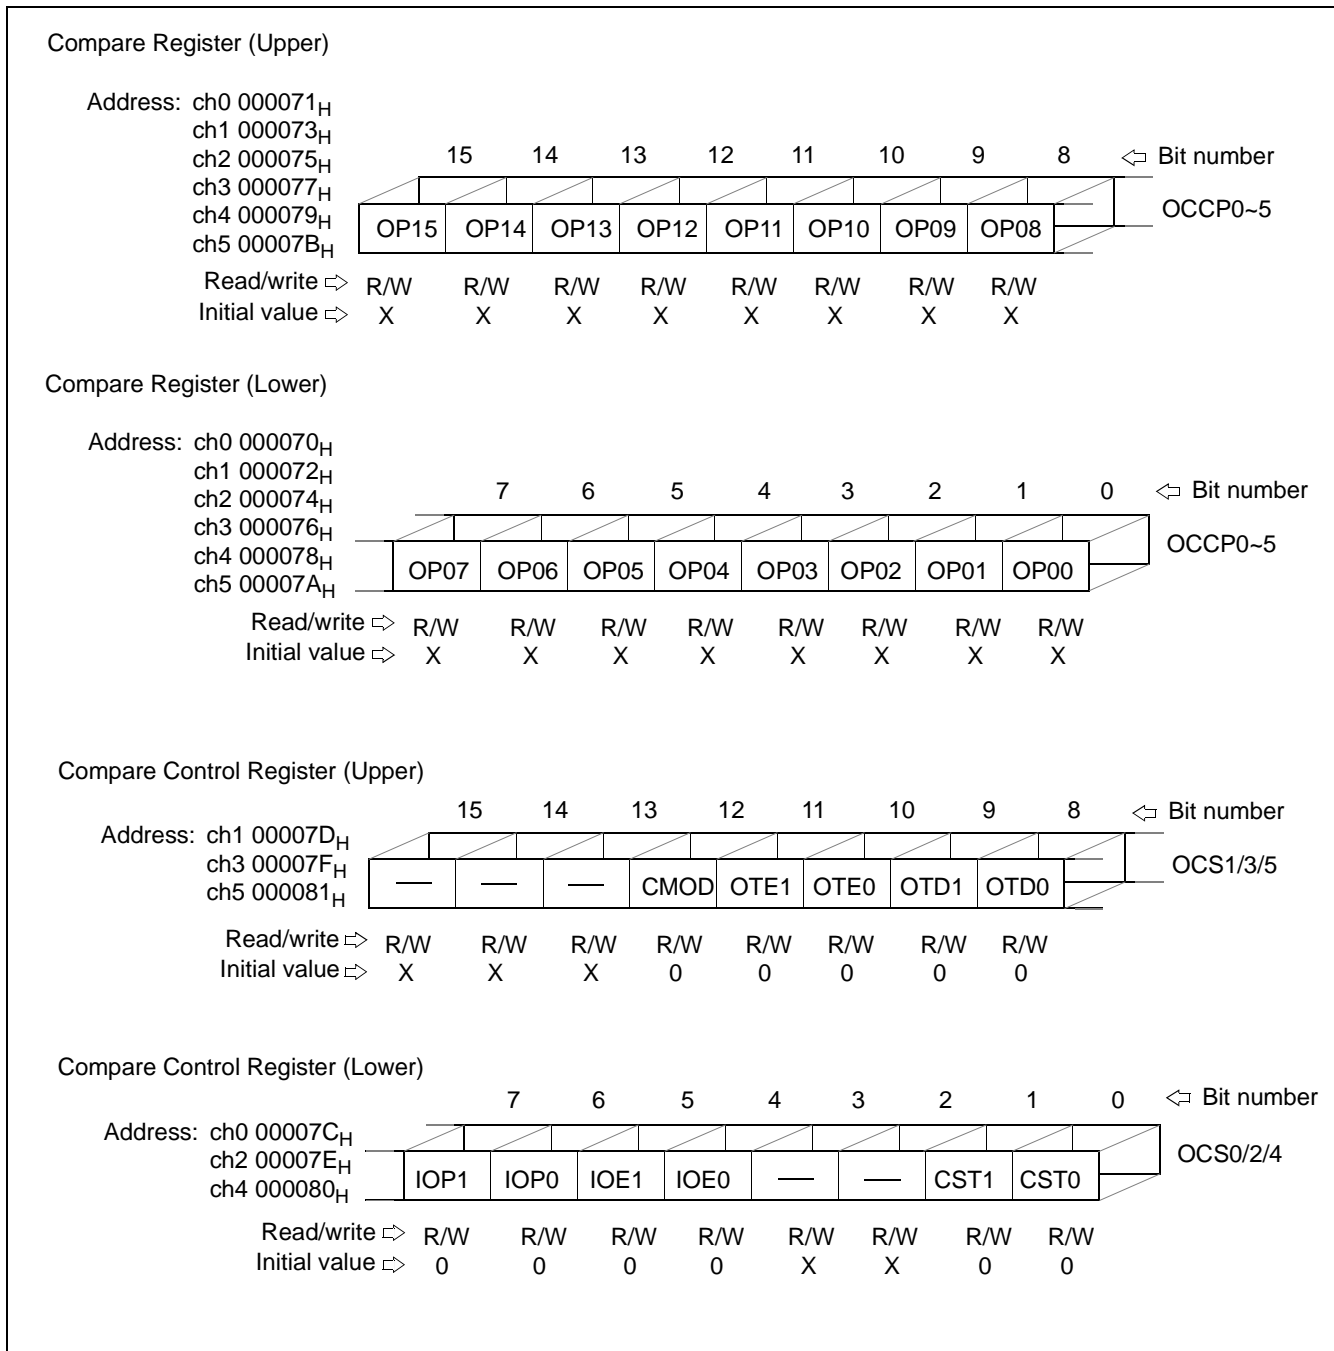 Compare Register (Upper)
Address: ch0 000071H
ch1 000073H
ch2 000075H
ch3 000077H
ch4 000079H
ch5 00007BH
15 14 13 12 11 10 9 8 ⇦ Bit number
OP15 OP14 OP13 OP12 OP11 OP10 OP09 OP08
OCCP0~5
Read/write ⇨ R/W R/W R/W R/W R/W R/W R/W R/W
Initial value ⇨ X X X X X X X X
Compare Register (Lower)
Address: ch0 000070H
ch1 000072H
ch2 000074H
ch3 000076H
ch4 000078H
ch5 00007AH
7 6 5 4 3 2 1 0 ⇦ Bit number
OP07 OP06 OP05 OP04 OP03 OP02 OP01 OP00
OCCP0~5
Read/write ⇨ R/W R/W R/W R/W R/W R/W R/W R/W
Initial value ⇨ X X X X X X X X
Compare Control Register (Upper)
15 14 13 12 11 10 9 8 ⇦ Bit number
Address: ch1 00007DH
ch3 00007FH
ch5 000081H
— — — CMOD OTE1 OTE0 OTD1 OTD0
OCS1/3/5
Read/write ⇨ R/W R/W R/W R/W R/W R/W R/W R/W
Initial value ⇨ X X X 0 0 0 0 0
Compare Control Register (Lower)
7 6 5 4 3 2 1 0 ⇦ Bit number
Address: ch0 00007CH
ch2 00007EH
ch4 000080H
IOP1 IOP0 IOE1 IOE0 — — CST1 CST0
OCS0/2/4
Read/write ⇨ R/W R/W R/W R/W R/W R/W R/W R/W
Initial value ⇨ 0 0 0 0 X X 0 0